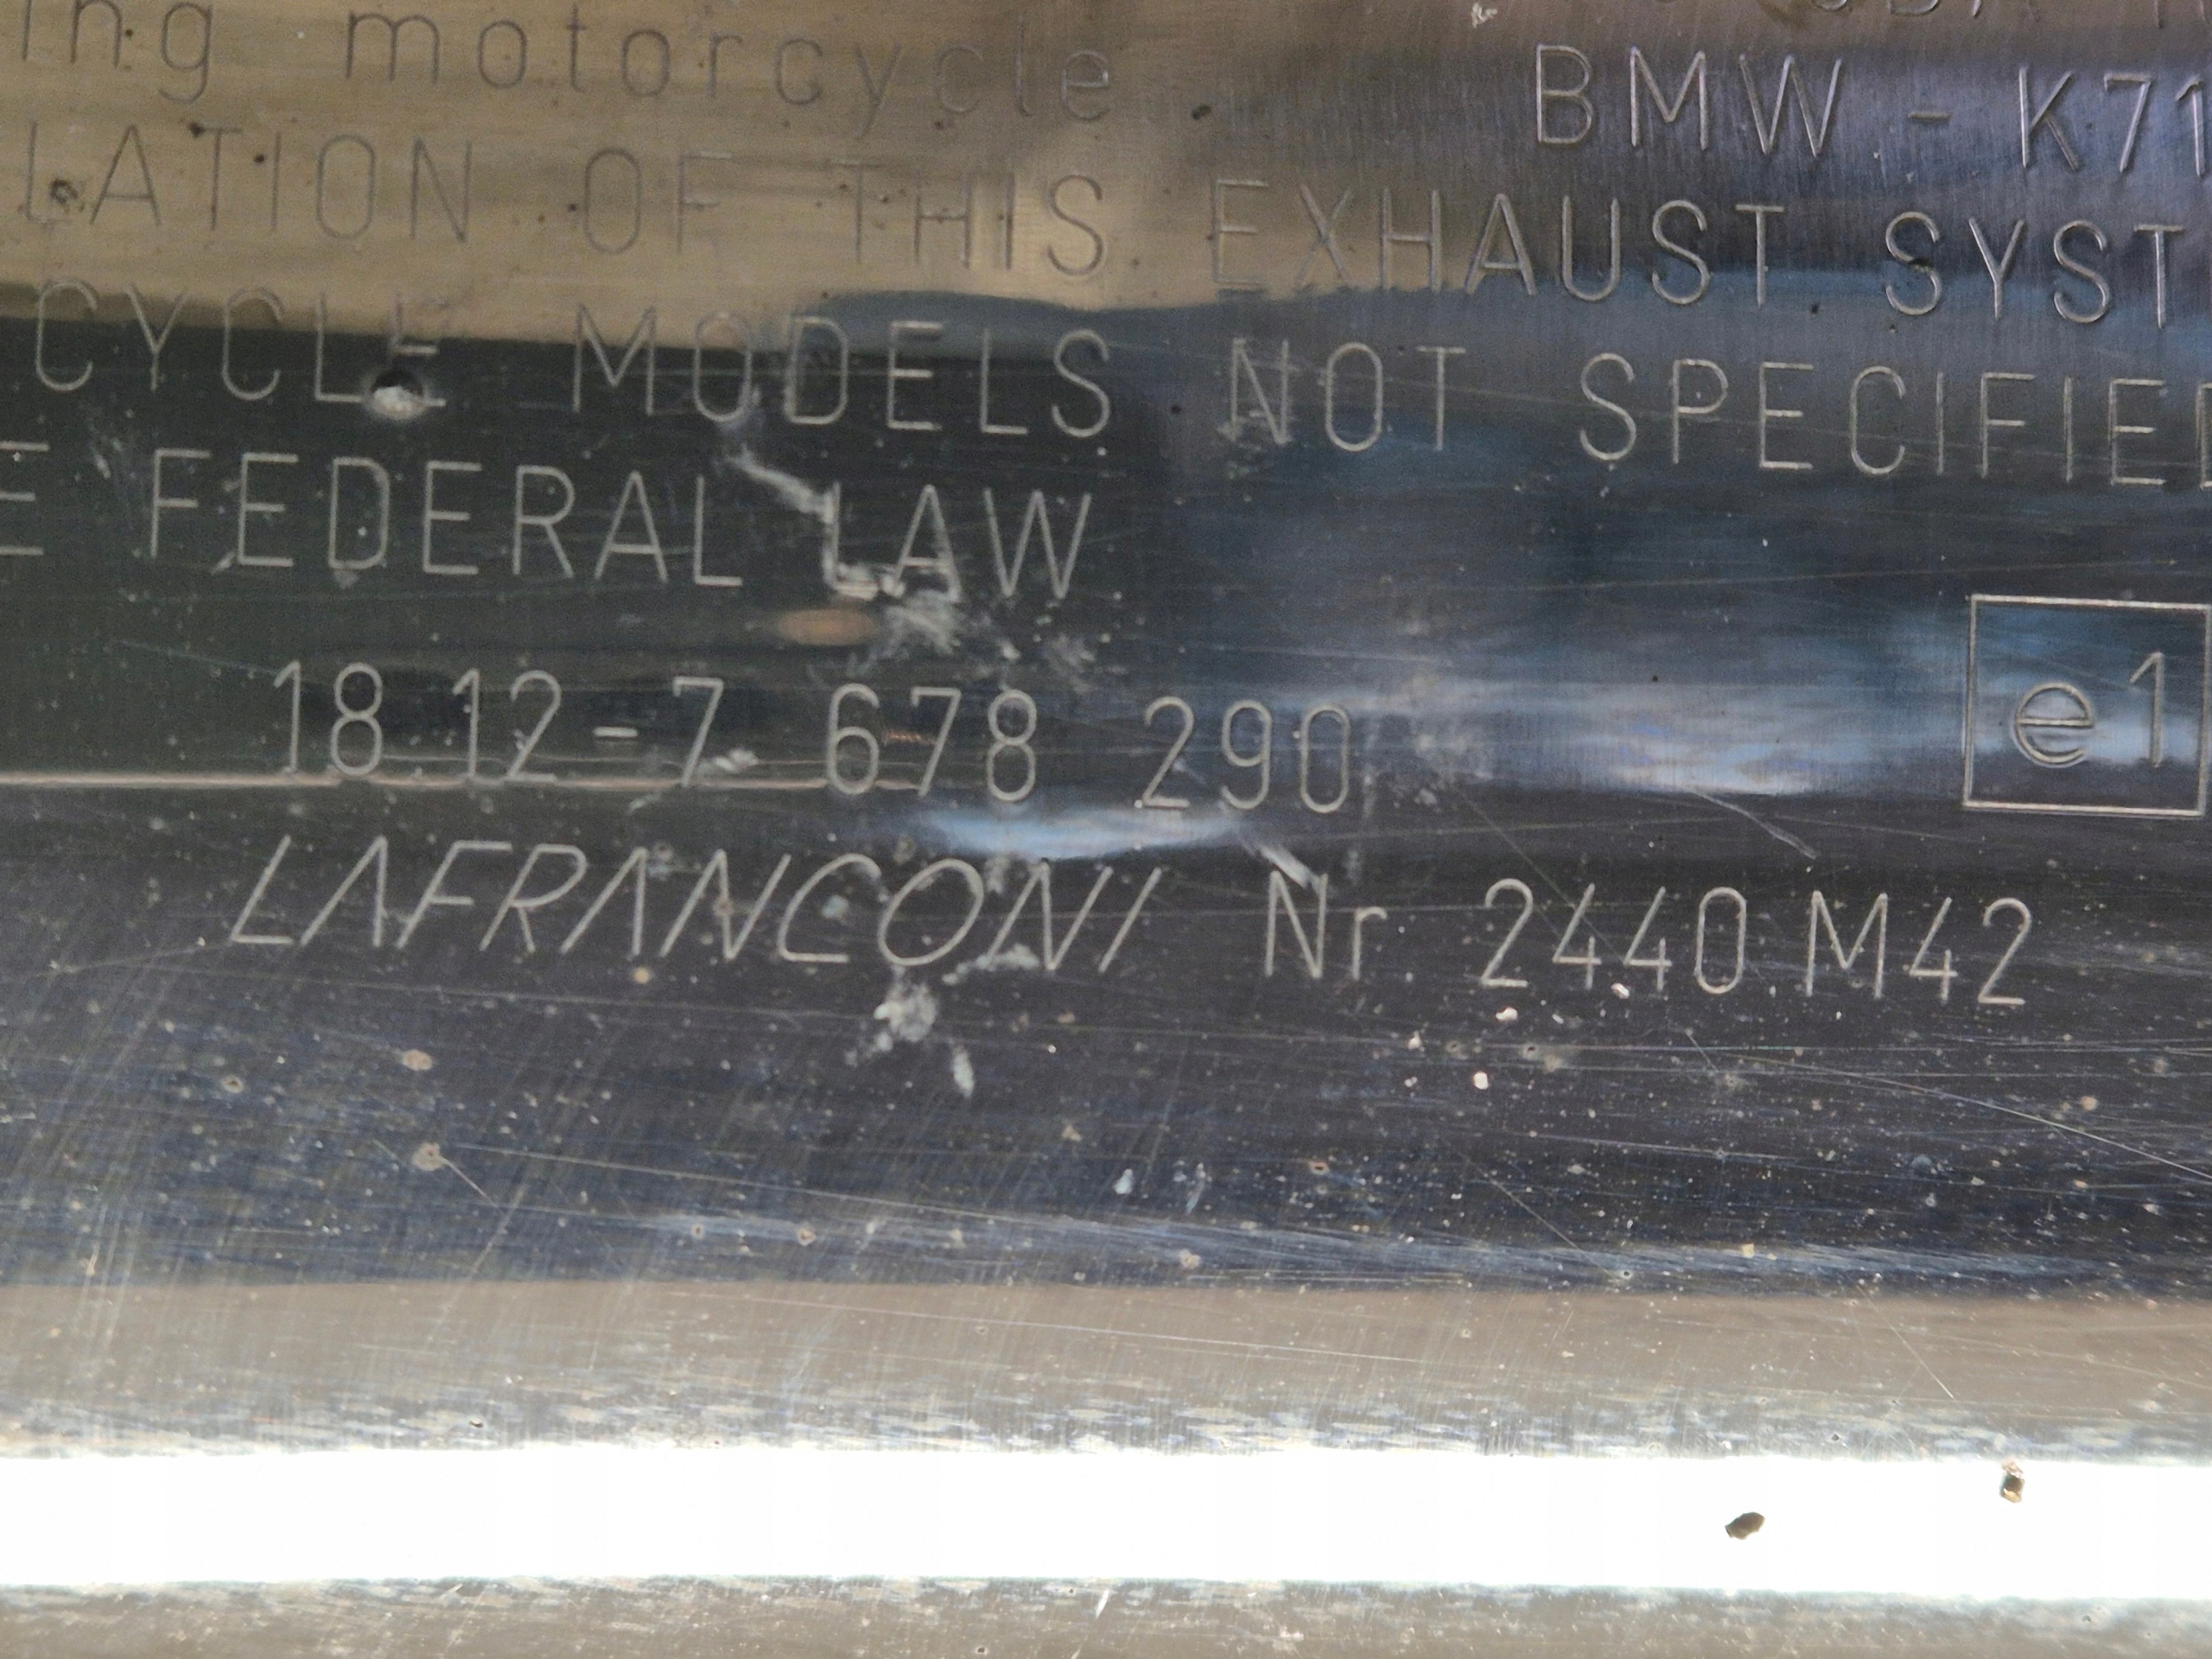 ing motorcycle BMW - K71
LATION OF THIS EXHAUST SYST
CYCLE MODELS NOT SPECIFIED
E FEDERAL LAW
18 12 - 7 678 290 e1
LAFRANCONI Nr 2440 M42